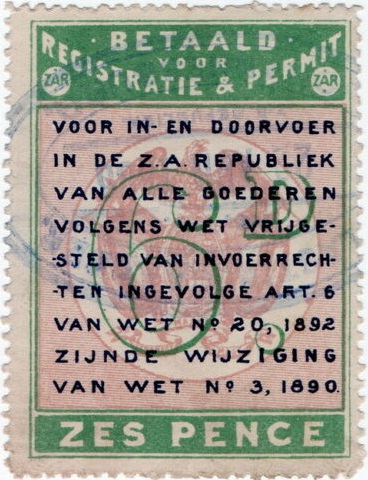 · BETAALD ·
VOOR
REGISTRATIE & PERMIT
ZAR ZAR
VOOR IN- EN DOORVOER
IN DE Z.A. REPUBLIEK
VAN ALLE GOEDEREN
VOLGENS WET VRIJGE-
-STELD VAN INVOERRECH-
-TEN INGEVOLGE ART. 6
VAN WET No 20, 1892
ZIJNDE WIJZIGING
VAN WET No 3, 1890.
6D.
ZES PENCE